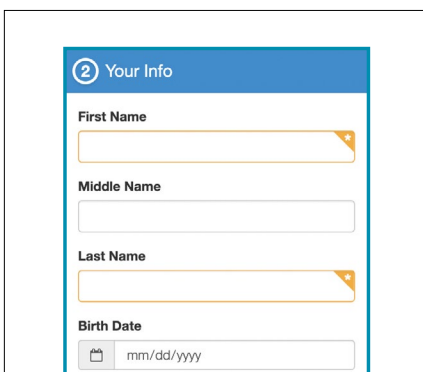 2 Your Info
First Name
Middle Name
Last Name
Birth Date
mm/dd/yyyy